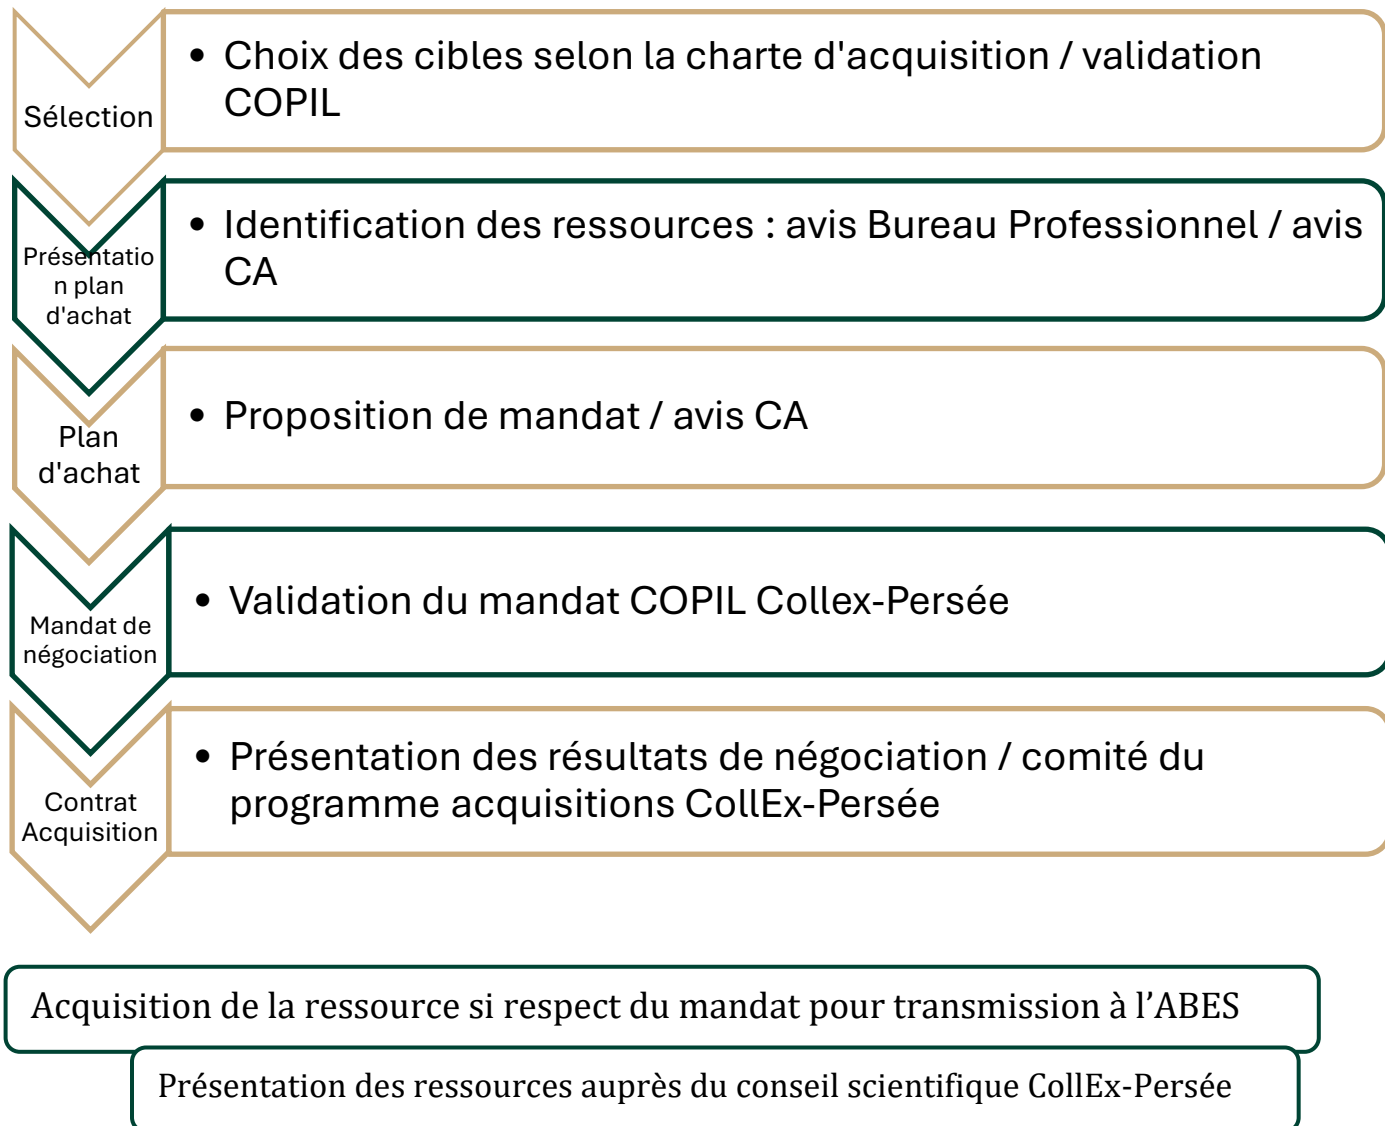 Sélection
• Choix des cibles selon la charte d'acquisition / validation
COPIL
Présentatio
n plan
d'achat
• Identification des ressources : avis Bureau Professionnel / avis
CA
Plan
d'achat
• Proposition de mandat / avis CA
Mandat de
négociation
• Validation du mandat COPIL Collex-Persée
Contrat
Acquisition
• Présentation des résultats de négociation / comité du
programme acquisitions CollEx-Persée
Acquisition de la ressource si respect du mandat pour transmission à l’ABES
Présentation des ressources auprès du conseil scientifique CollEx-Persée